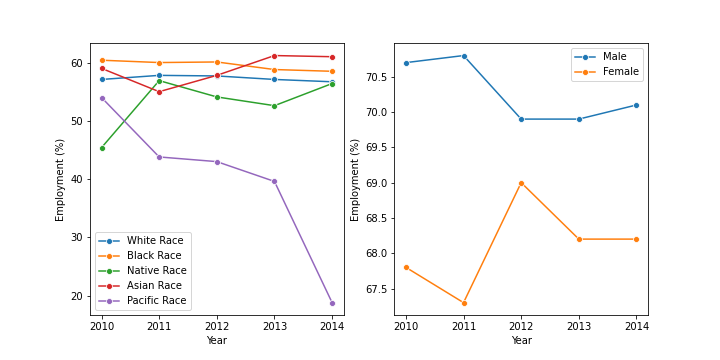 60
50
40
30
20
Employment (%)
White Race
Black Race
Native Race
Asian Race
Pacific Race
2010 2011 2012 2013 2014
Year
70.5
70.0
69.5
69.0
68.5
68.0
67.5
Employment (%)
Male
Female
2010 2011 2012 2013 2014
Year